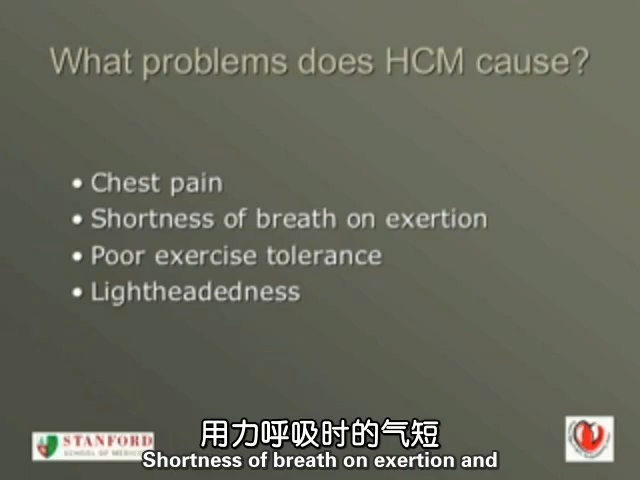 What problems does HCM cause?
• Chest pain
• Shortness of breath on exertion
• Poor exercise tolerance
• Lightheadedness
用力呼吸时的气短
STANFORD
SCHOOL OF MEDICINE
Shortness of breath on exertion and